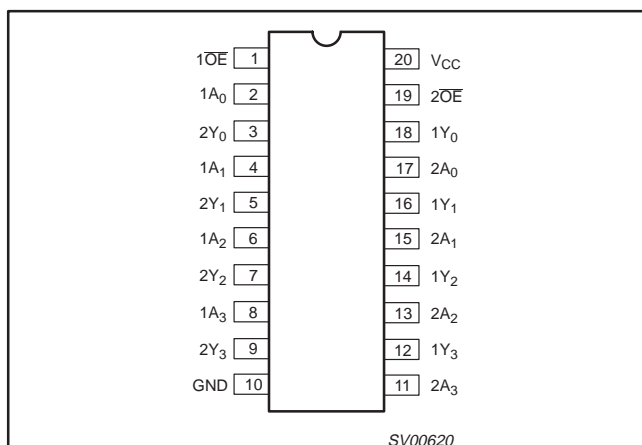 1O̅E̅ 1 20 VCC
1A0 2 19 2O̅E̅
2Y0 3 18 1Y0
1A1 4 17 2A0
2Y1 5 16 1Y1
1A2 6 15 2A1
2Y2 7 14 1Y2
1A3 8 13 2A2
2Y3 9 12 1Y3
GND 10 11 2A3
SV00620